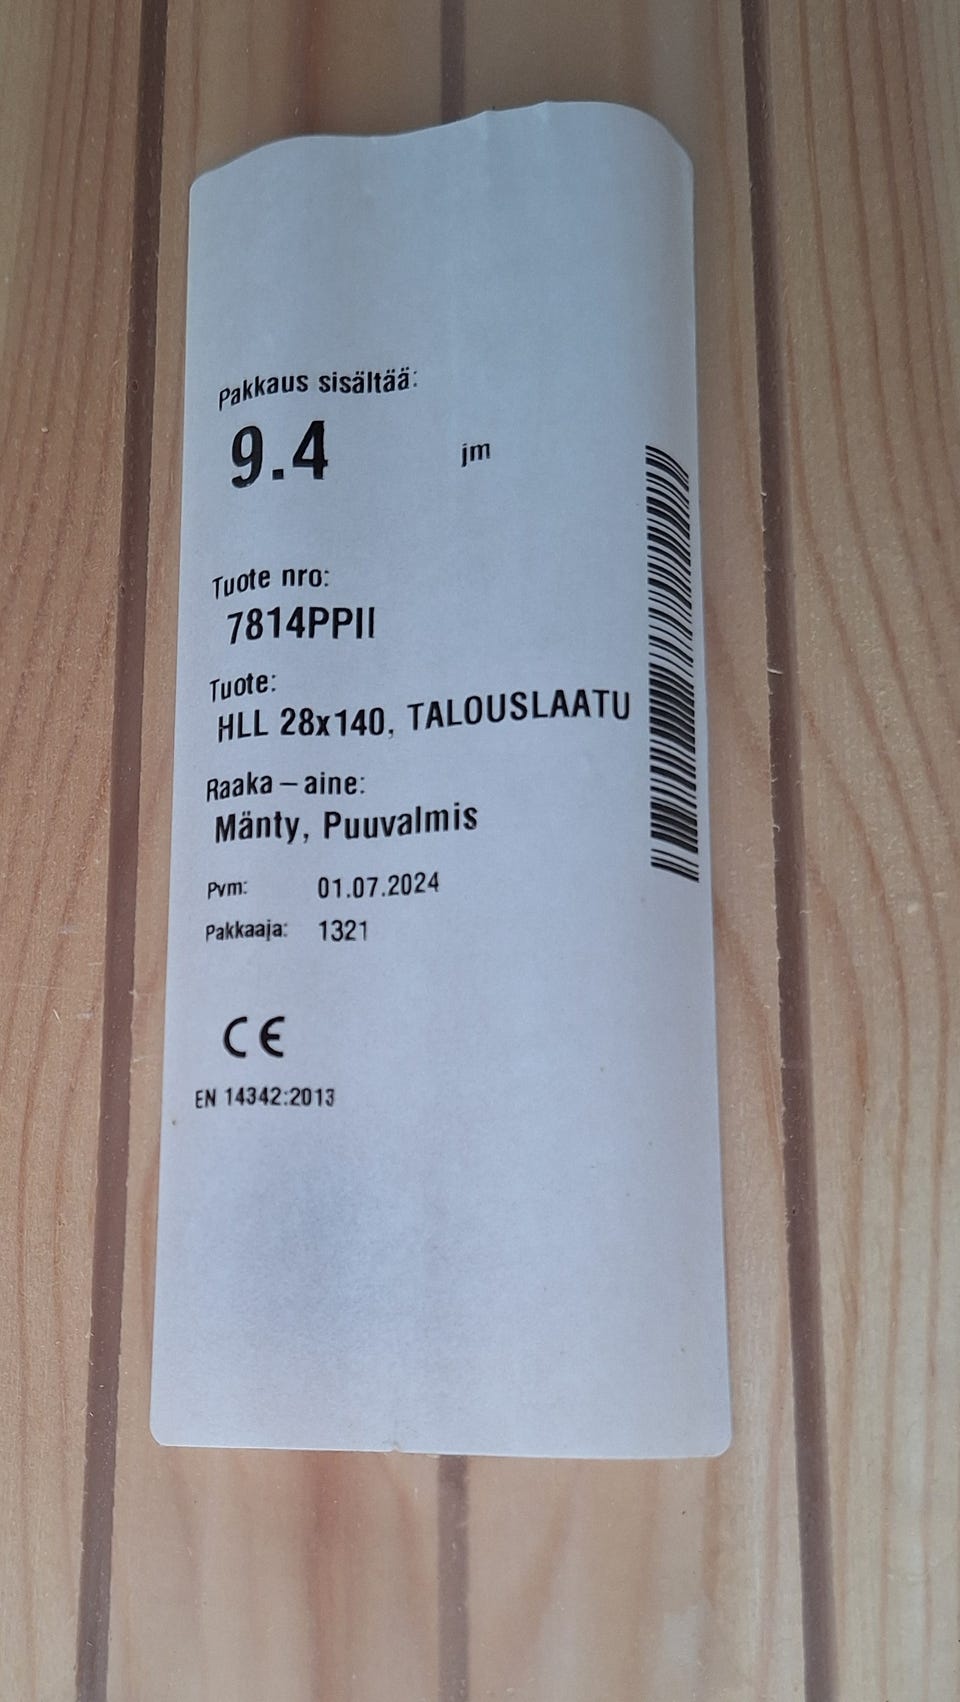 Pakkaus sisältää:
9.4 jm
Tuote nro:
7814PPII
Tuote:
HLL 28x140, TALOUSLAATU
Raaka-aine:
Mänty, Puuvalmis
Pvm: 01.07.2024
Pakkaaja: 1321
CE
EN 14342:2013